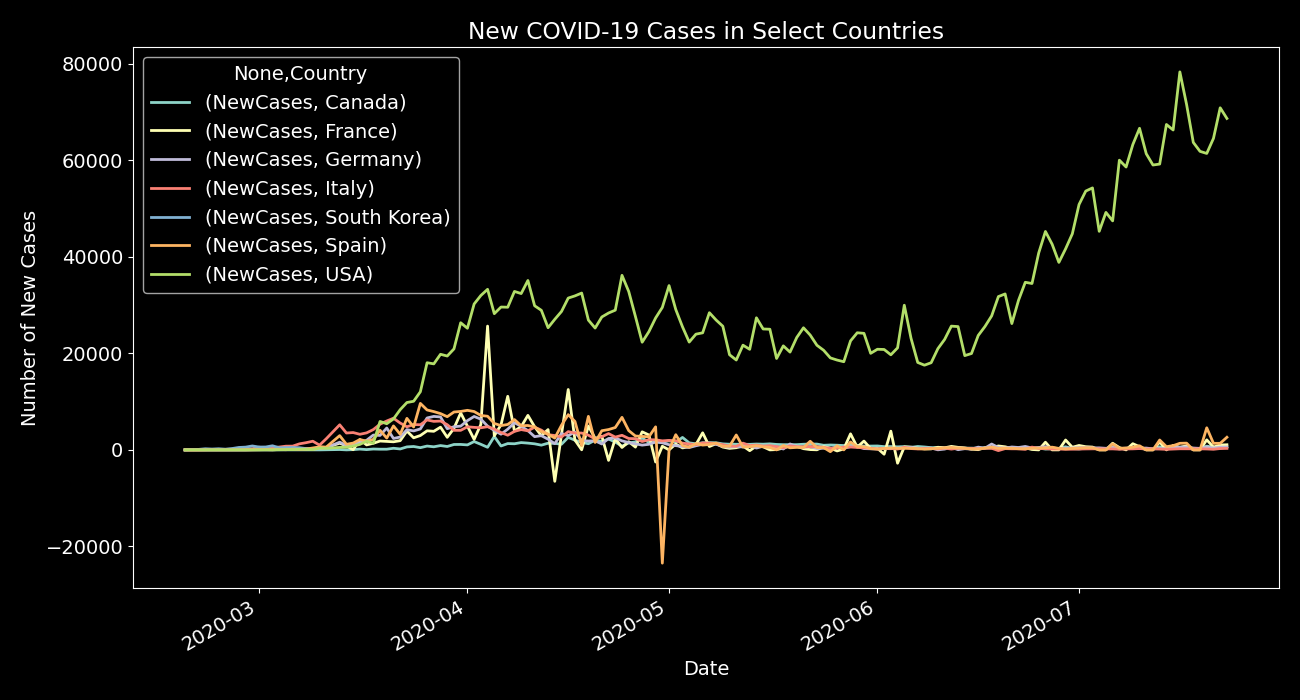 New COVID-19 Cases in Select Countries
80000
60000
40000
20000
0
−20000
Number of New Cases
None,Country
(NewCases, Canada)
(NewCases, France)
(NewCases, Germany)
(NewCases, Italy)
(NewCases, South Korea)
(NewCases, Spain)
(NewCases, USA)
2020-03
2020-04
2020-05
2020-06
2020-07
Date